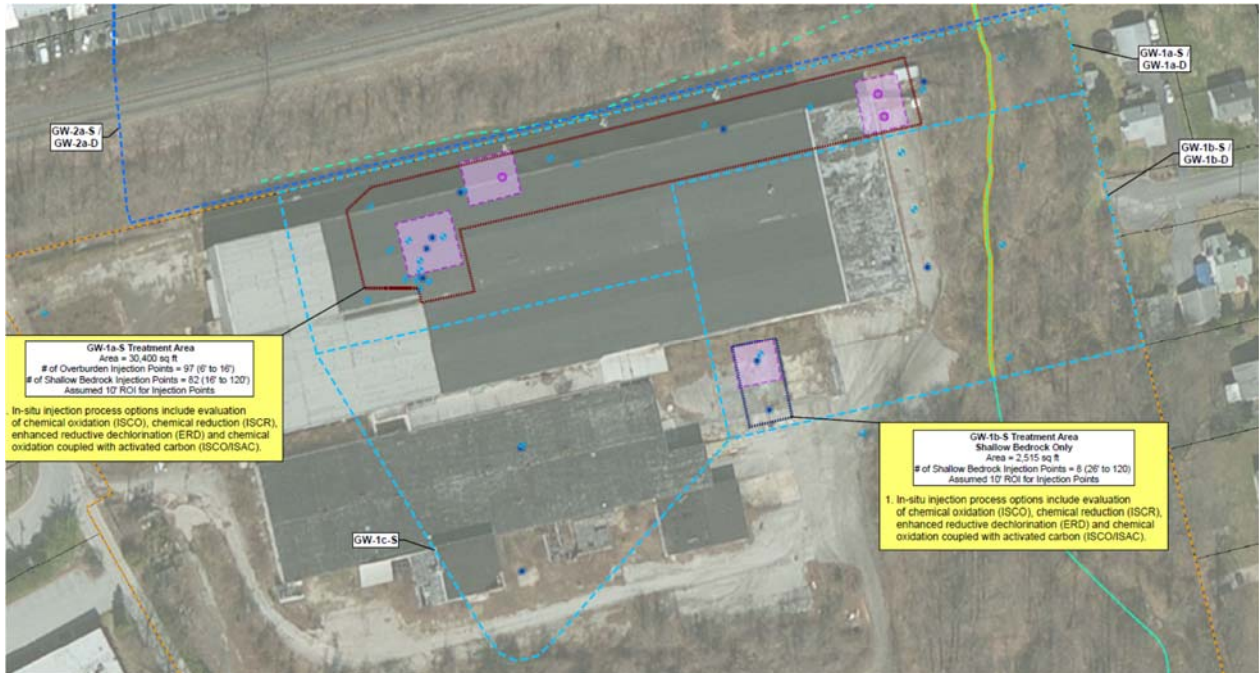 GW-1a-S /
GW-1a-D
GW-2a-S /
GW-2a-D
GW-1b-S /
GW-1b-D
GW-1a-S Treatment Area
Area = 30,400 sq ft
# of Overburden Injection Points = 97 (6' to 16')
# of Shallow Bedrock Injection Points = 82 (16' to 120')
Assumed 10' ROI for Injection Points
. In-situ injection process options include evaluation
of chemical oxidation (ISCO), chemical reduction (ISCR),
enhanced reductive dechlorination (ERD) and chemical
oxidation coupled with activated carbon (ISCO/ISAC).
GW-1b-S Treatment Area
Shallow Bedrock Only
Area = 2,515 sq ft
# of Shallow Bedrock Injection Points = 8 (26' to 120)
Assumed 10' ROI for Injection Points
1. In-situ injection process options include evaluation
of chemical oxidation (ISCO), chemical reduction (ISCR),
enhanced reductive dechlorination (ERD) and chemical
oxidation coupled with activated carbon (ISCO/ISAC).
GW-1c-S